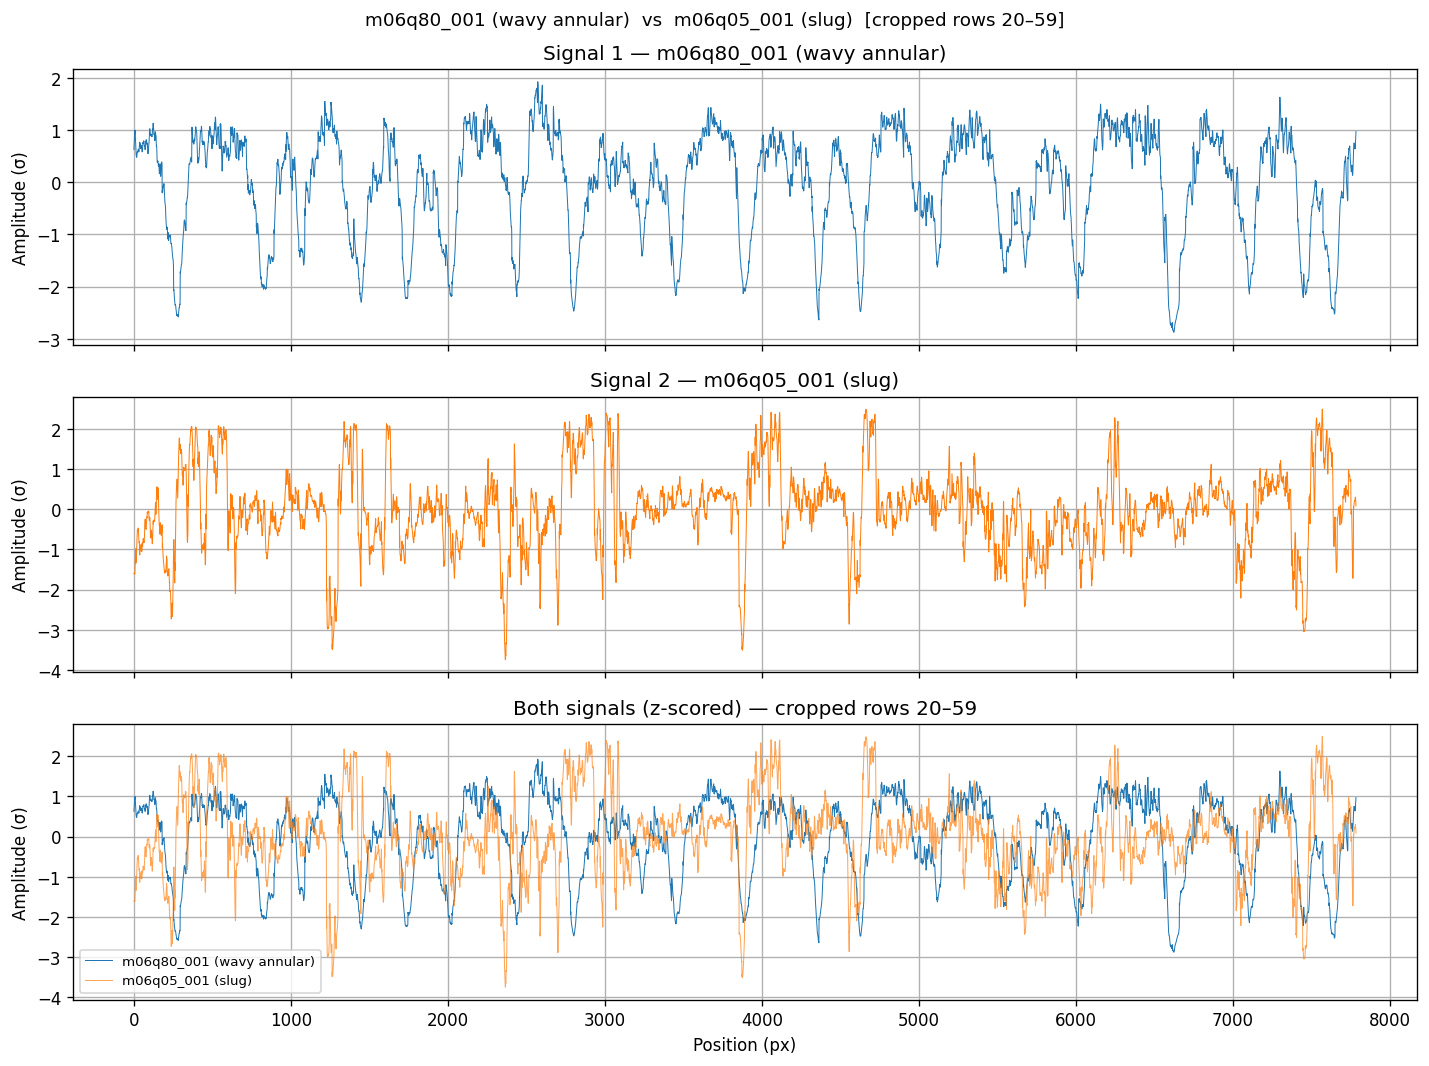 m06q80_001 (wavy annular)  vs  m06q05_001 (slug)  [cropped rows 20–59]
Signal 1 — m06q80_001 (wavy annular)
2
1
0
−1
−2
−3
Amplitude (σ)
Signal 2 — m06q05_001 (slug)
2
1
0
−1
−2
−3
−4
Amplitude (σ)
Both signals (z-scored) — cropped rows 20–59
2
1
0
−1
−2
−3
−4
Amplitude (σ)
m06q80_001 (wavy annular)
m06q05_001 (slug)
0 1000 2000 3000 4000 5000 6000 7000 8000
Position (px)